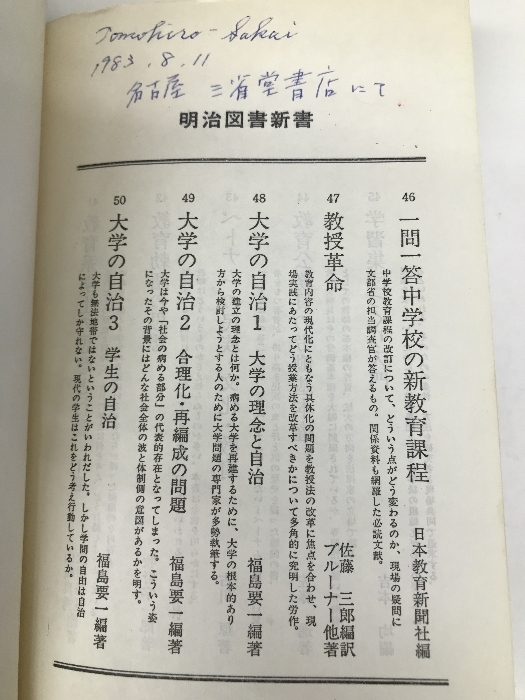 Tomohiro-Sakai
1983.8.11
名古屋 三省堂書店にて
明治図書新書
46 一問一答中学校の新教育課程 日本教育新聞社編
中学校教育課程の改訂について、どういう点がどう変わるのか、現場の疑問に
文部省の担当調査官が答えるもの。関係資料も網羅した必読文献。
47 教授革命 ブルーナー他著
佐藤 三郎編訳
教育内容の現代化にともなう具体化の問題を教授法の改革に焦点を合わせ、現
場実践にあたってどう授業方法を改革すべきかについて多角的に究明した労作。
48 大学の自治1 大学の理念と自治 福島要一編著
大学の建立の理念とは何か。病める大学を再建するために、大学の根本的あり
方から検討しようとする人のために大学問題の専門家が多勢執筆する。
49 大学の自治2 合理化・再編成の問題 福島要一編著
大学は今や「社会の病める部分」の代表的存在となってしまった。こういう姿
になったその背景にはどんな社会全体の波と体制側の意図があるかを明す。
50 大学の自治3 学生の自治 福島要一編著
大学も無法地帯ではないということがいわれだした。しかし学問の自由は自治
によってしか守れない。現代の学生はこれをどう考え行動しているか。